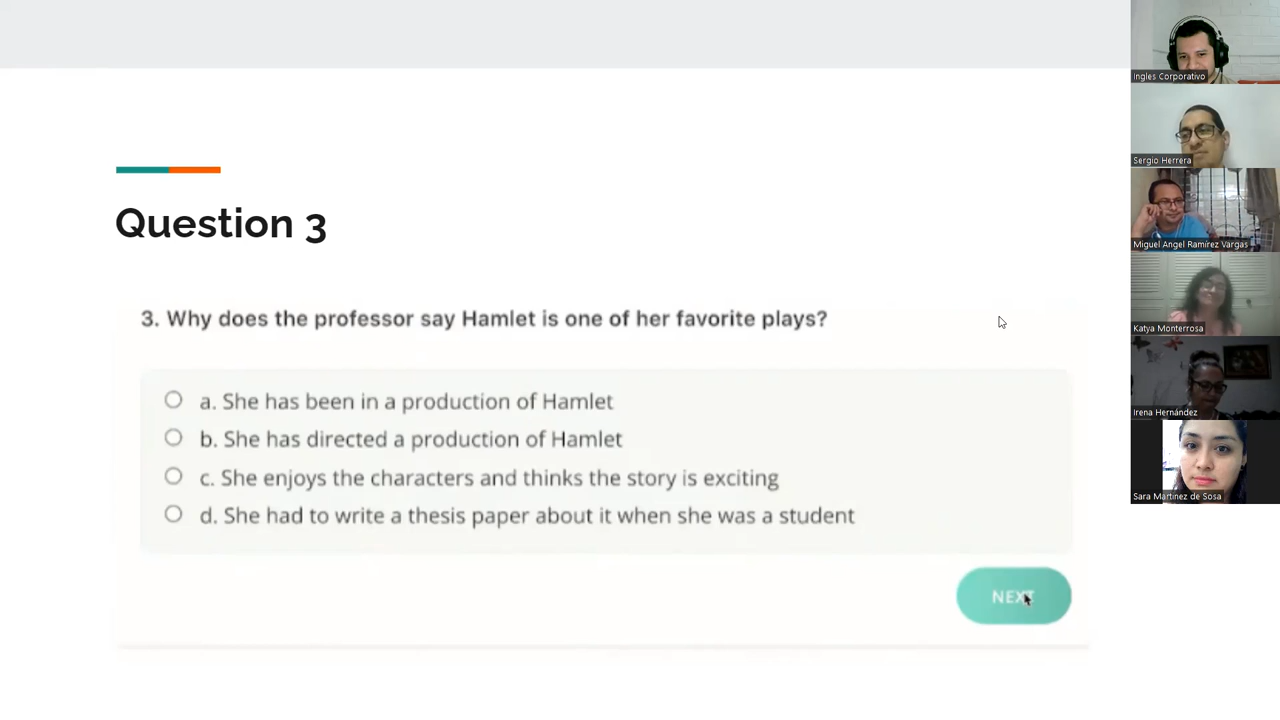 Question 3
3. Why does the professor say Hamlet is one of her favorite plays?
a. She has been in a production of Hamlet
b. She has directed a production of Hamlet
c. She enjoys the characters and thinks the story is exciting
d. She had to write a thesis paper about it when she was a student
NEXT
Ingles Corporativo
Sergio Herrera
Miguel Angel Ramírez Vargas
Katya Monterrosa
Irena Hernández
Sara Martinez de Sosa